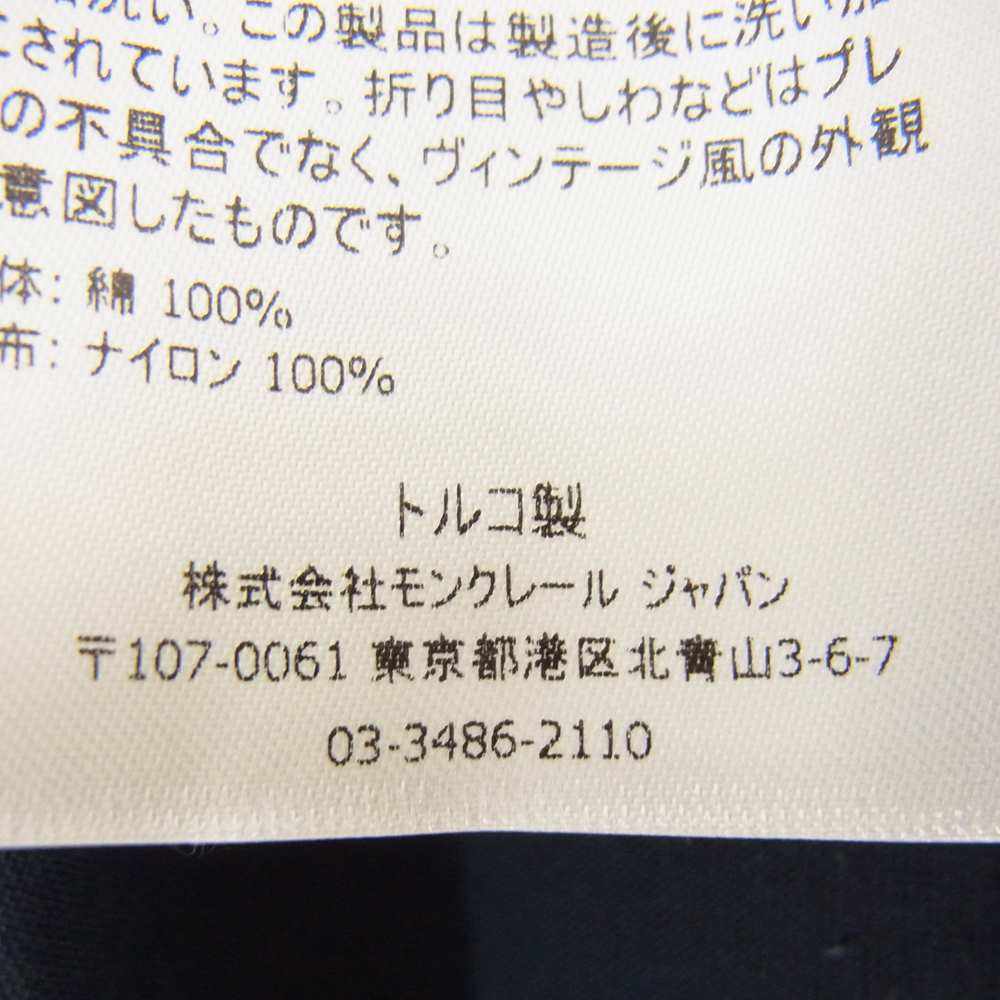 い。この製品は製造後に洗い加
されています。折り目やしわなどはプレ
の不具合でなく、ヴィンテージ風の外観
意図したものです。
体: 綿 100%
布: ナイロン 100%
トルコ製
株式会社モンクレール ジャパン
〒107-0061 東京都港区北青山3-6-7
03-3486-2110